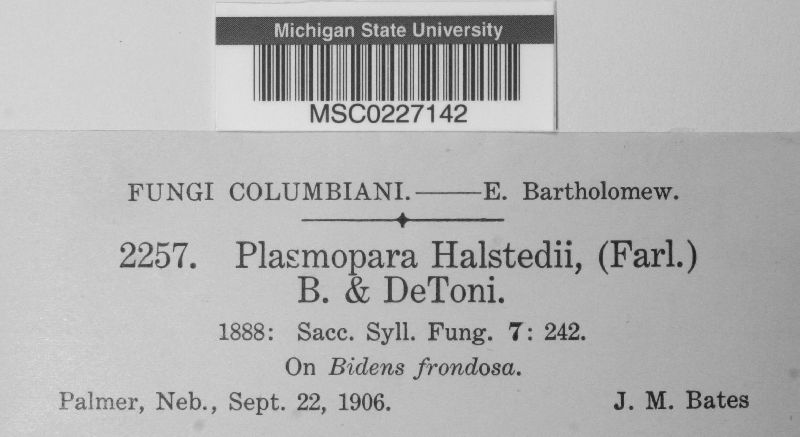 Michigan State University
MSC0227142
FUNGI COLUMBIANI.——E. Bartholomew.
2257. Plasmopara Halstedii, (Farl.)
B. & DeToni.
1888: Sacc. Syll. Fung. 7: 242.
On Bidens frondosa.
Palmer, Neb., Sept. 22, 1906. J. M. Bates